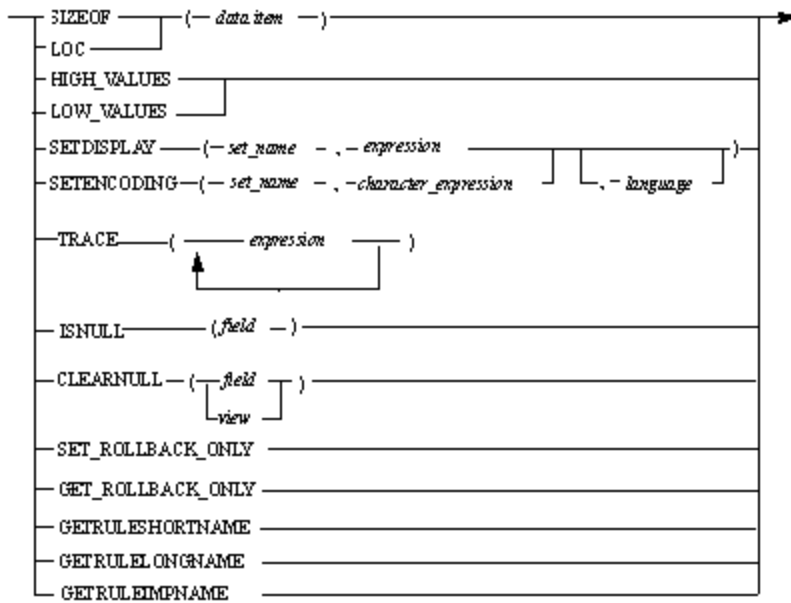 SIZEOF ( data item )
LOC
HIGH_VALUES
LOW_VALUES
SETDISPLAY ( set_name , expression )
SETENCODING ( set_name , character_expression , language
TRACE ( expression )
,
ISNULL ( field )
CLEARNULL ( field )
view
SET_ROLLBACK_ONLY
GET_ROLLBACK_ONLY
GETRULESHORTNAME
GETRULELONGNAME
GETRULEIMPNAME